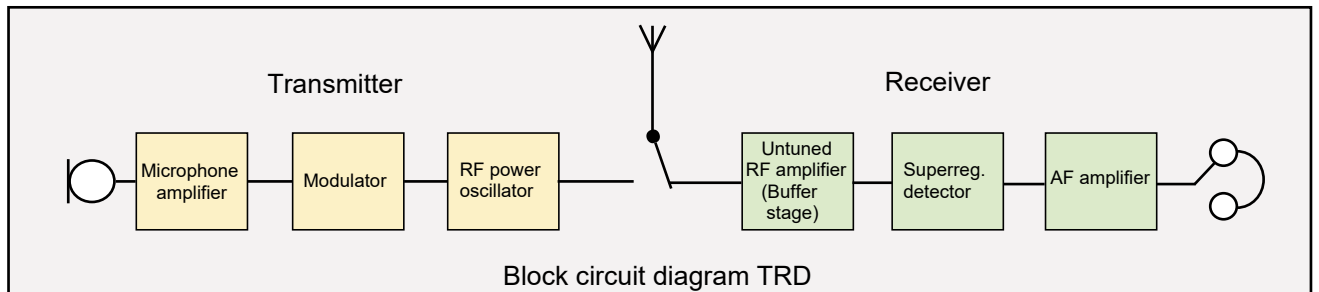 Transmitter
Receiver
Microphone
amplifier
Modulator
RF power
oscillator
Untuned
RF amplifier
(Buffer
stage)
Superreg.
detector
AF amplifier
Block circuit diagram TRD